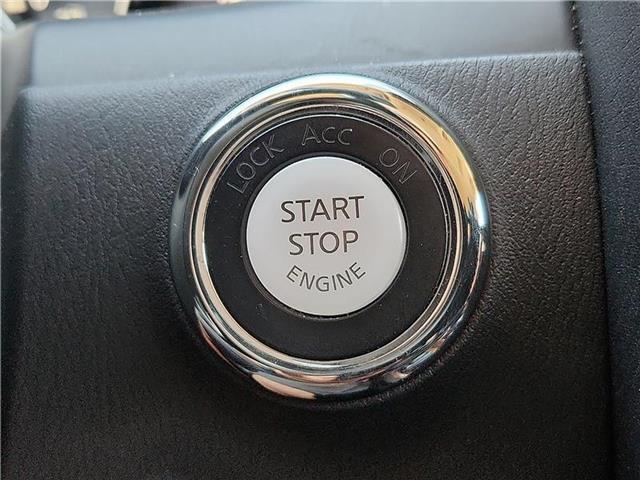 LOCK ACC ON
START
STOP
ENGINE